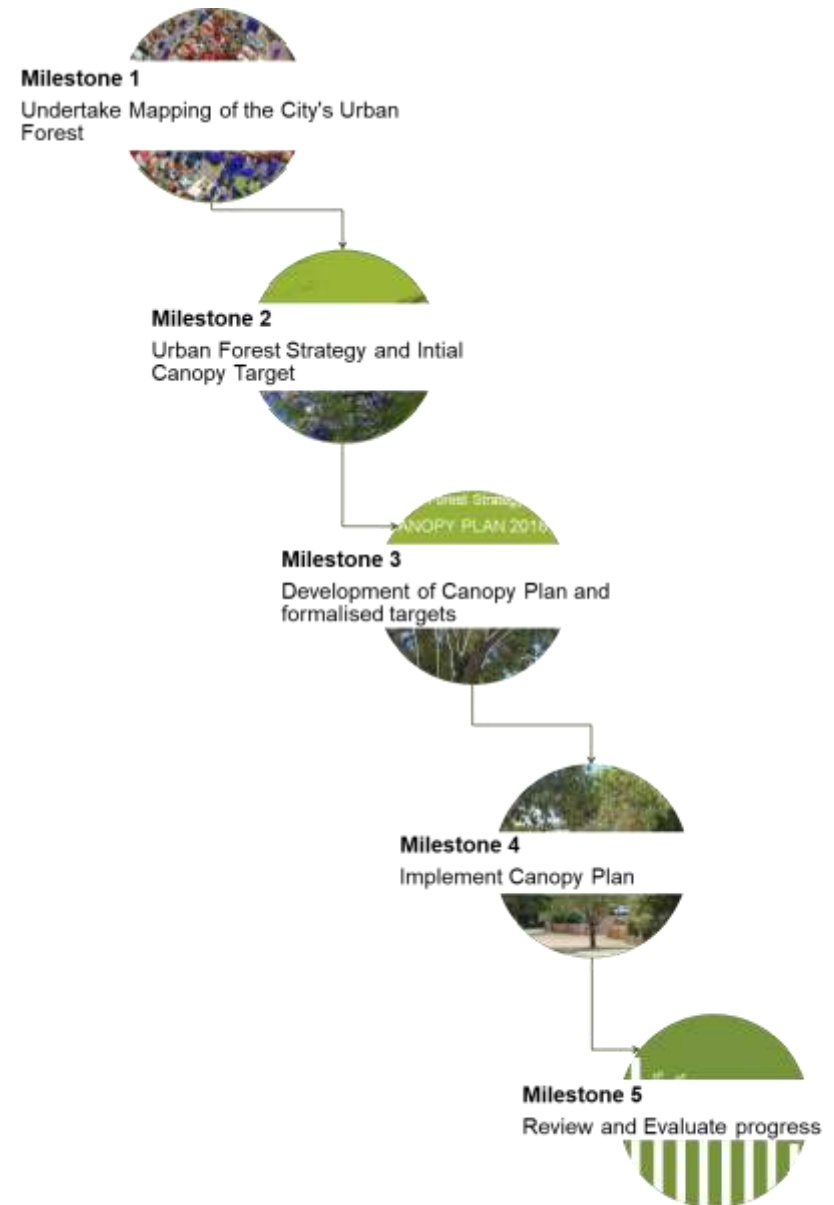 Milestone 1
Undertake Mapping of the City's Urban
Forest
Milestone 2
Urban Forest Strategy and Intial
Canopy Target
Forest Strategy
ANOPY PLAN 2016
Milestone 3
Development of Canopy Plan and
formalised targets
Milestone 4
Implement Canopy Plan
Milestone 5
Review and Evaluate progress